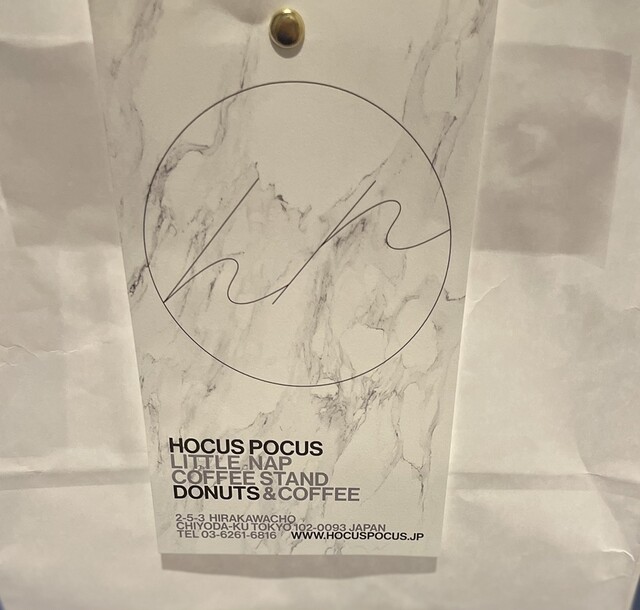 hp
HOCUS POCUS
LITTLE NAP
COFFEE STAND
DONUTS & COFFEE
2-5-3 HIRAKAWACHO
CHIYODA-KU TOKYO 102-0093 JAPAN
TEL 03-6261-6816 WWW.HOCUSPOCUS.JP